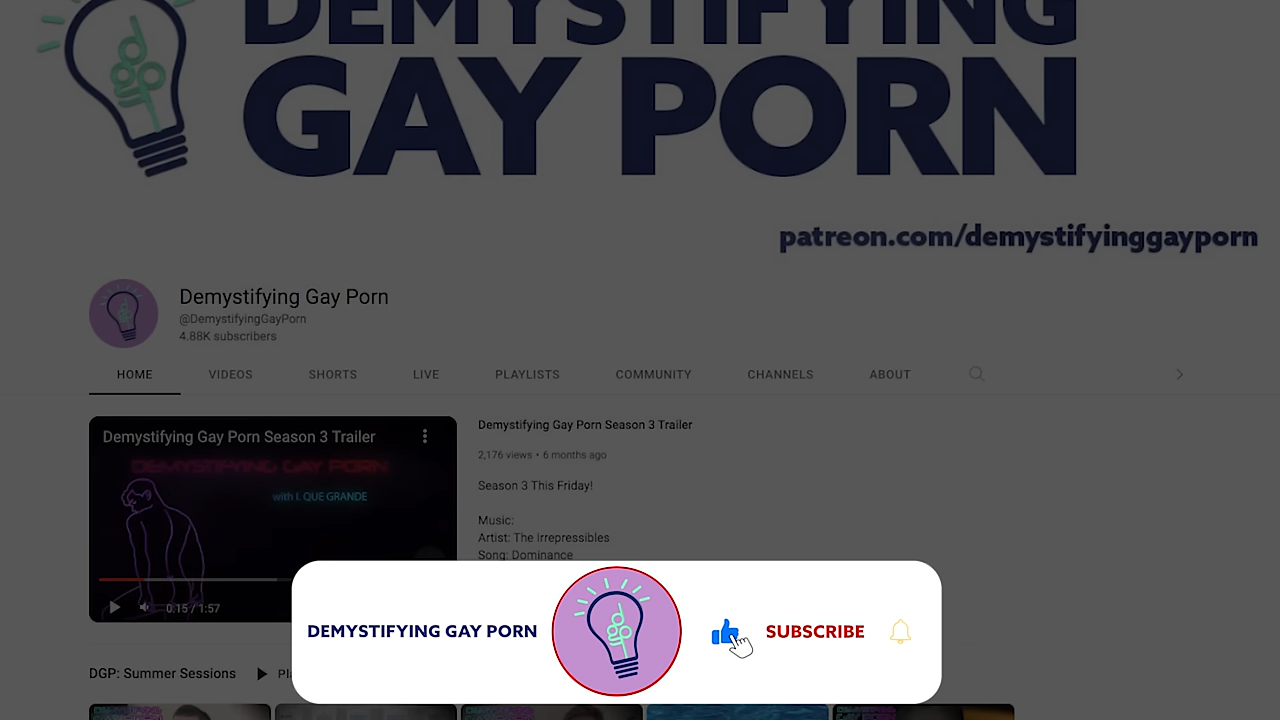 DEMYSTIFYING
GAY PORN
dgp
patreon.com/demystifyinggayporn
Demystifying Gay Porn
@DemystifyingGayPorn
4.88K subscribers
HOME VIDEOS SHORTS LIVE PLAYLISTS COMMUNITY CHANNELS ABOUT
Demystifying Gay Porn Season 3 Trailer
DEMYSTIFYING GAY PORN
with I. QUE GRANDE
0:15 / 1:57
Demystifying Gay Porn Season 3 Trailer
2,176 views • 6 months ago
Season 3 This Friday!
Music:
Artist: The Irrepressibles
Song: Dominance
DEMYSTIFYING GAY PORN
dgp
SUBSCRIBE
DGP: Summer Sessions